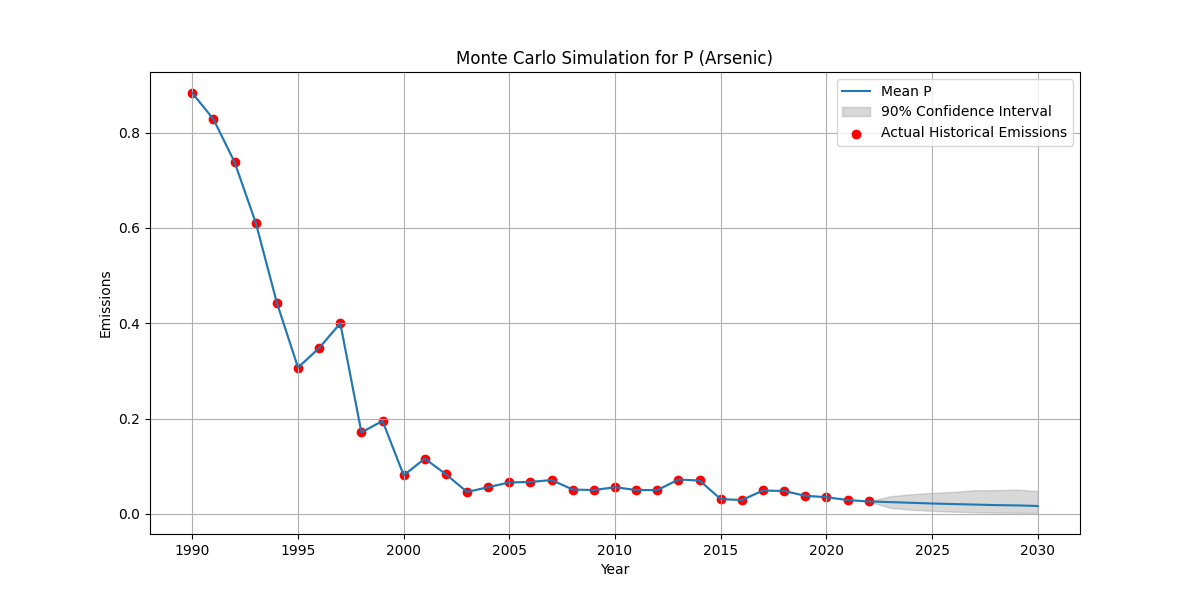 Monte Carlo Simulation for P (Arsenic)
Mean P
90% Confidence Interval
Actual Historical Emissions
Emissions
0.8
0.6
0.4
0.2
0.0
1990 1995 2000 2005 2010 2015 2020 2025 2030
Year